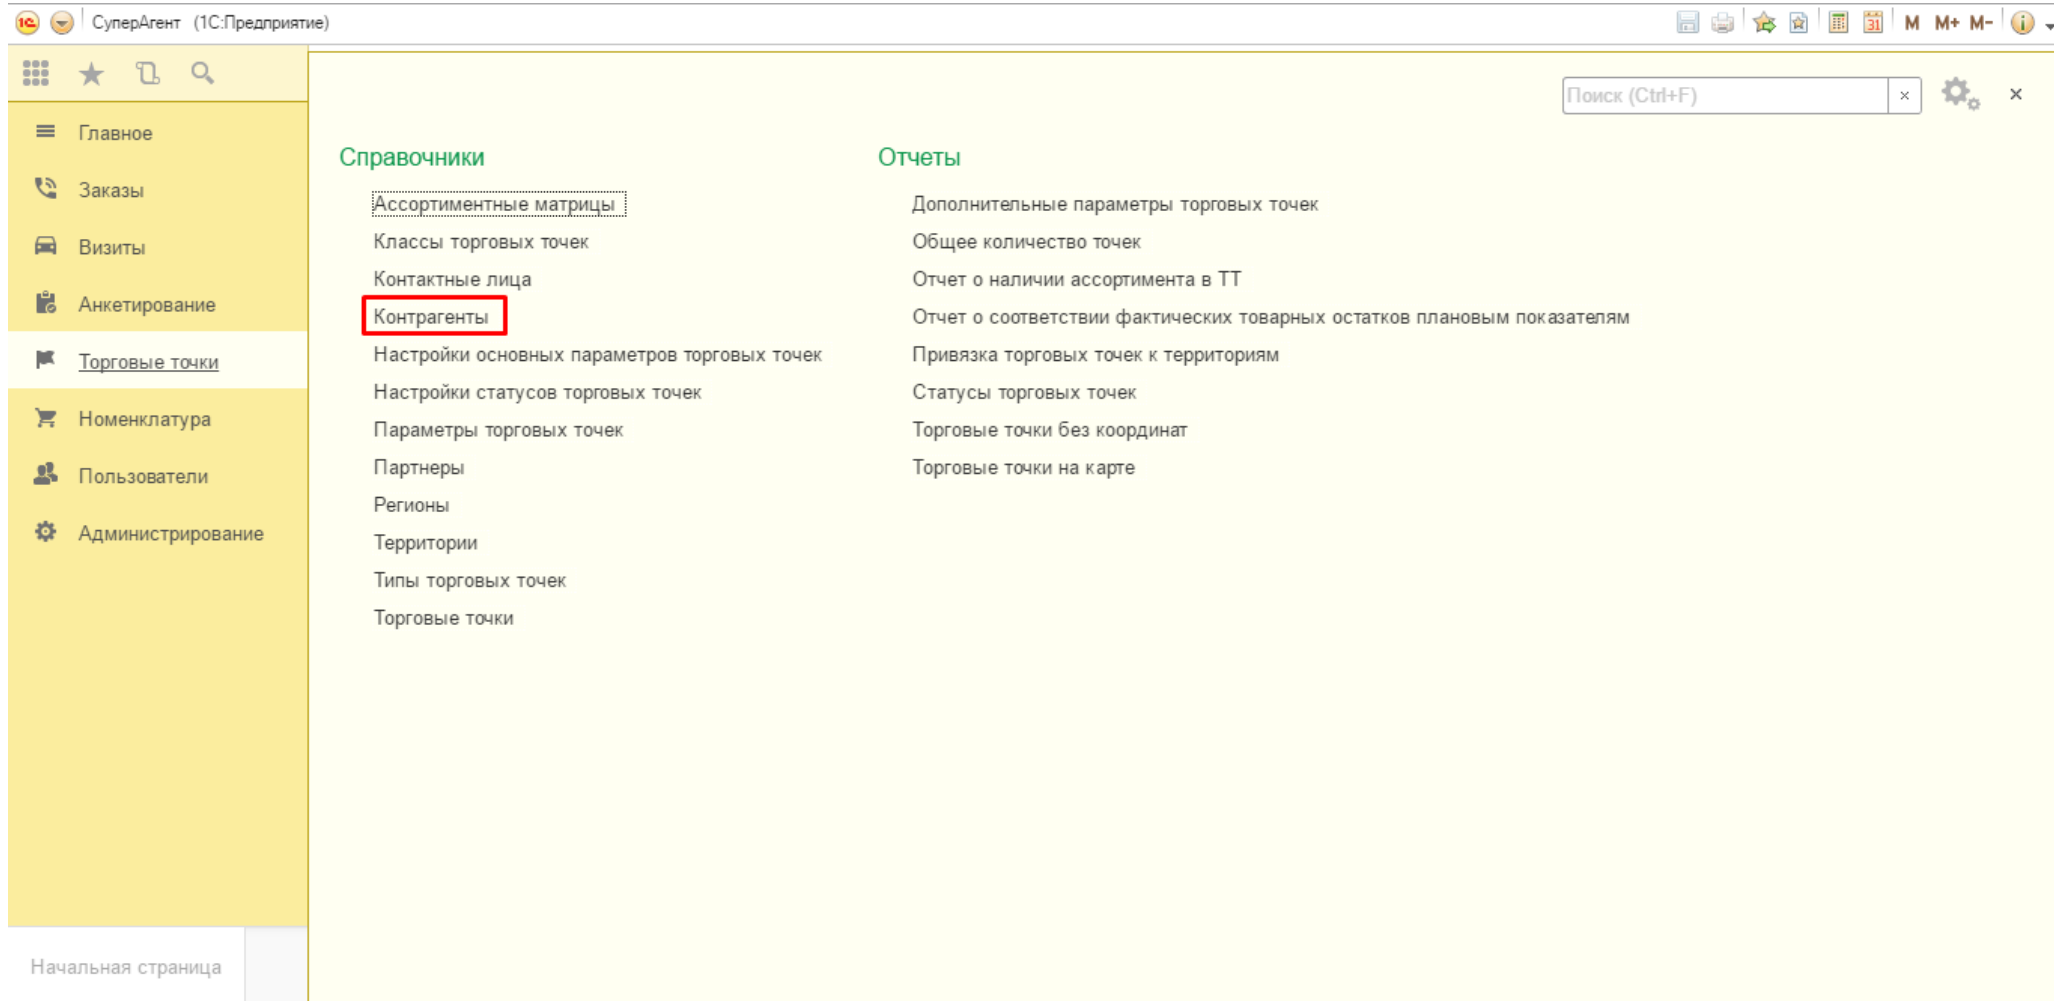 СуперАгент (1С:Предприятие)
31 M M+ M-
Поиск (Ctrl+F)
Главное
Заказы
Визиты
Анкетирование
Торговые точки
Номенклатура
Пользователи
Администрирование
Начальная страница
Справочники
Ассортиментные матрицы
Классы торговых точек
Контактные лица
Контрагенты
Настройки основных параметров торговых точек
Настройки статусов торговых точек
Параметры торговых точек
Партнеры
Регионы
Территории
Типы торговых точек
Торговые точки
Отчеты
Дополнительные параметры торговых точек
Общее количество точек
Отчет о наличии ассортимента в ТТ
Отчет о соответствии фактических товарных остатков плановым показателям
Привязка торговых точек к территориям
Статусы торговых точек
Торговые точки без координат
Торговые точки на карте